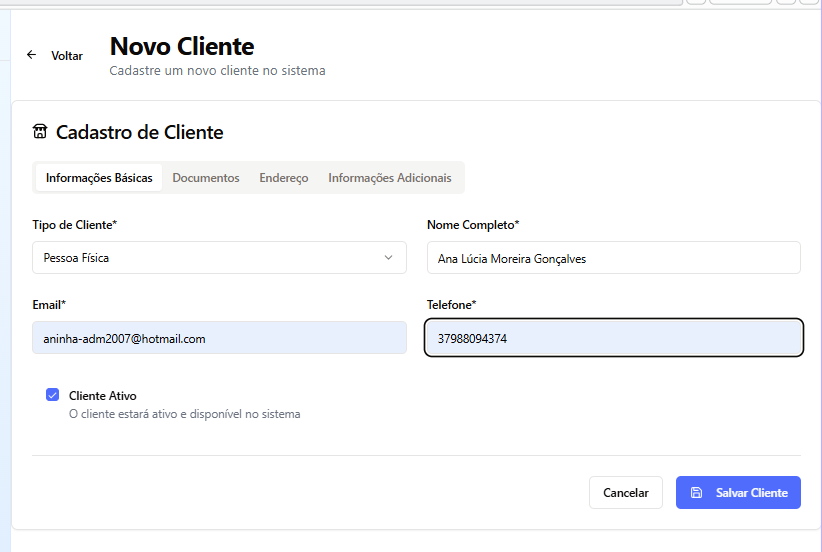 Voltar
Novo Cliente
Cadastre um novo cliente no sistema
Cadastro de Cliente
Informações Básicas Documentos Endereço Informações Adicionais
Tipo de Cliente* Nome Completo*
Pessoa Física Ana Lúcia Moreira Gonçalves
Email* Telefone*
aninha-adm2007@hotmail.com 37988094374
Cliente Ativo
O cliente estará ativo e disponível no sistema
Cancelar Salvar Cliente